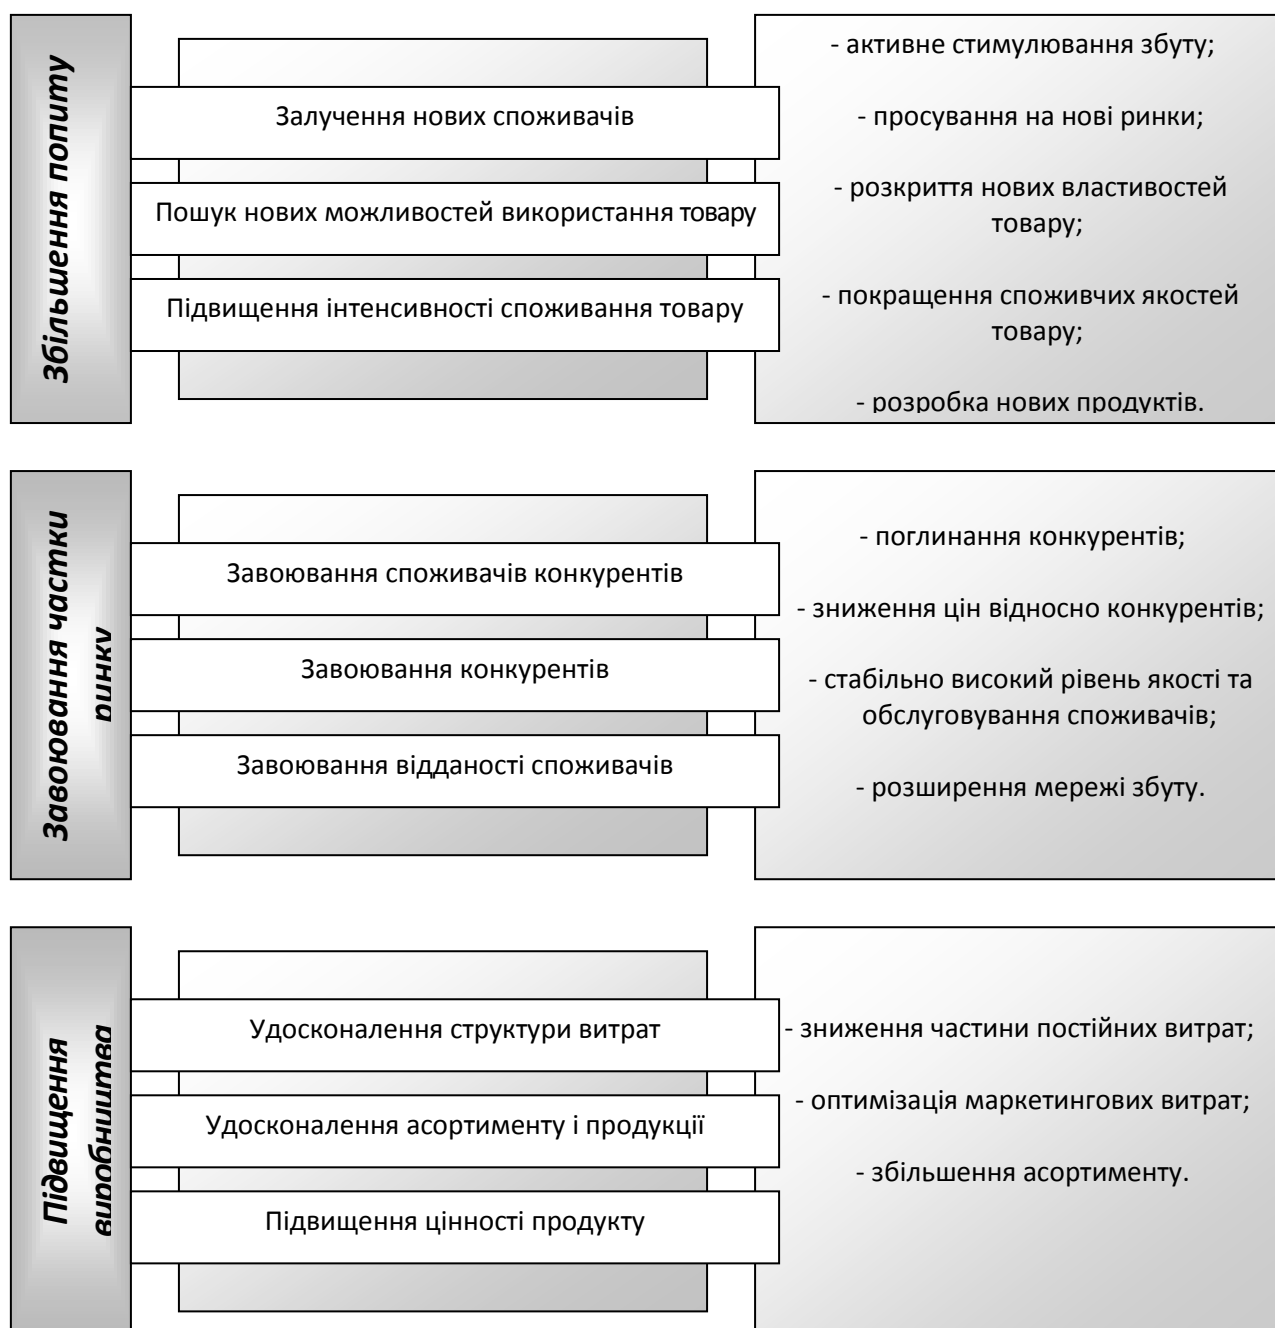 Збільшення попиту
Залучення нових споживачів
Пошук нових можливостей використання товару
Підвищення інтенсивності споживання товару
- активне стимулювання збуту;
- просування на нові ринки;
- розкриття нових властивостей
товару;
- покращення споживчих якостей
товару;
- розробка нових продуктів.
Завоювання частки
ринку
Завоювання споживачів конкурентів
Завоювання конкурентів
Завоювання відданості споживачів
- поглинання конкурентів;
- зниження цін відносно конкурентів;
- стабільно високий рівень якості та
обслуговування споживачів;
- розширення мережі збуту.
Підвищення
виробництва
Удосконалення структури витрат
Удосконалення асортименту і продукції
Підвищення цінності продукту
- зниження частини постійних витрат;
- оптимізація маркетингових витрат;
- збільшення асортименту.